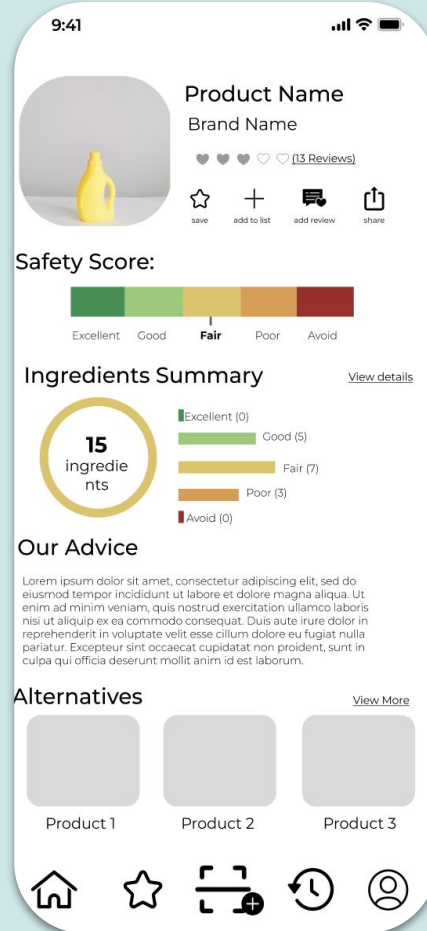 9:41
Product Name
Brand Name
(13 Reviews)
save add to list add review share
Safety Score:
Excellent Good Fair Poor Avoid
Ingredients Summary View details
15
ingredie
nts
Excellent (0)
Good (5)
Fair (7)
Poor (3)
Avoid (0)
Our Advice
Lorem ipsum dolor sit amet, consectetur adipiscing elit, sed do
eiusmod tempor incididunt ut labore et dolore magna aliqua. Ut
enim ad minim veniam, quis nostrud exercitation ullamco laboris
nisi ut aliquip ex ea commodo consequat. Duis aute irure dolor in
reprehenderit in voluptate velit esse cillum dolore eu fugiat nulla
pariatur. Excepteur sint occaecat cupidatat non proident, sunt in
culpa qui officia deserunt mollit anim id est laborum.
Alternatives View More
Product 1 Product 2 Product 3